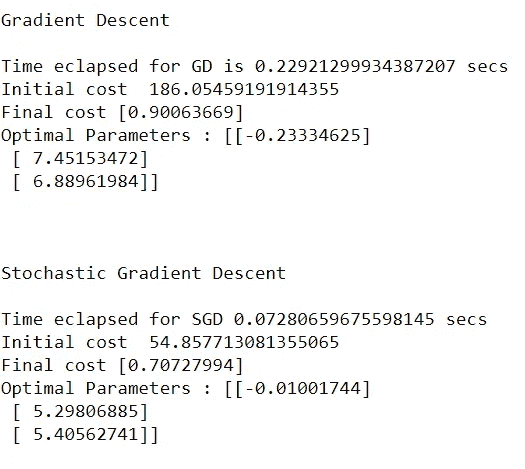 Gradient Descent
Time eclapsed for GD is 0.22921299934387207 secs
Initial cost  186.05459191914355
Final cost [0.90063669]
Optimal Parameters : [[-0.23334625]
 [ 7.45153472]
 [ 6.88961984]]
Stochastic Gradient Descent
Time eclapsed for SGD 0.07280659675598145 secs
Initial cost  54.857713081355065
Final cost [0.70727994]
Optimal Parameters : [[-0.01001744]
 [ 5.29806885]
 [ 5.40562741]]